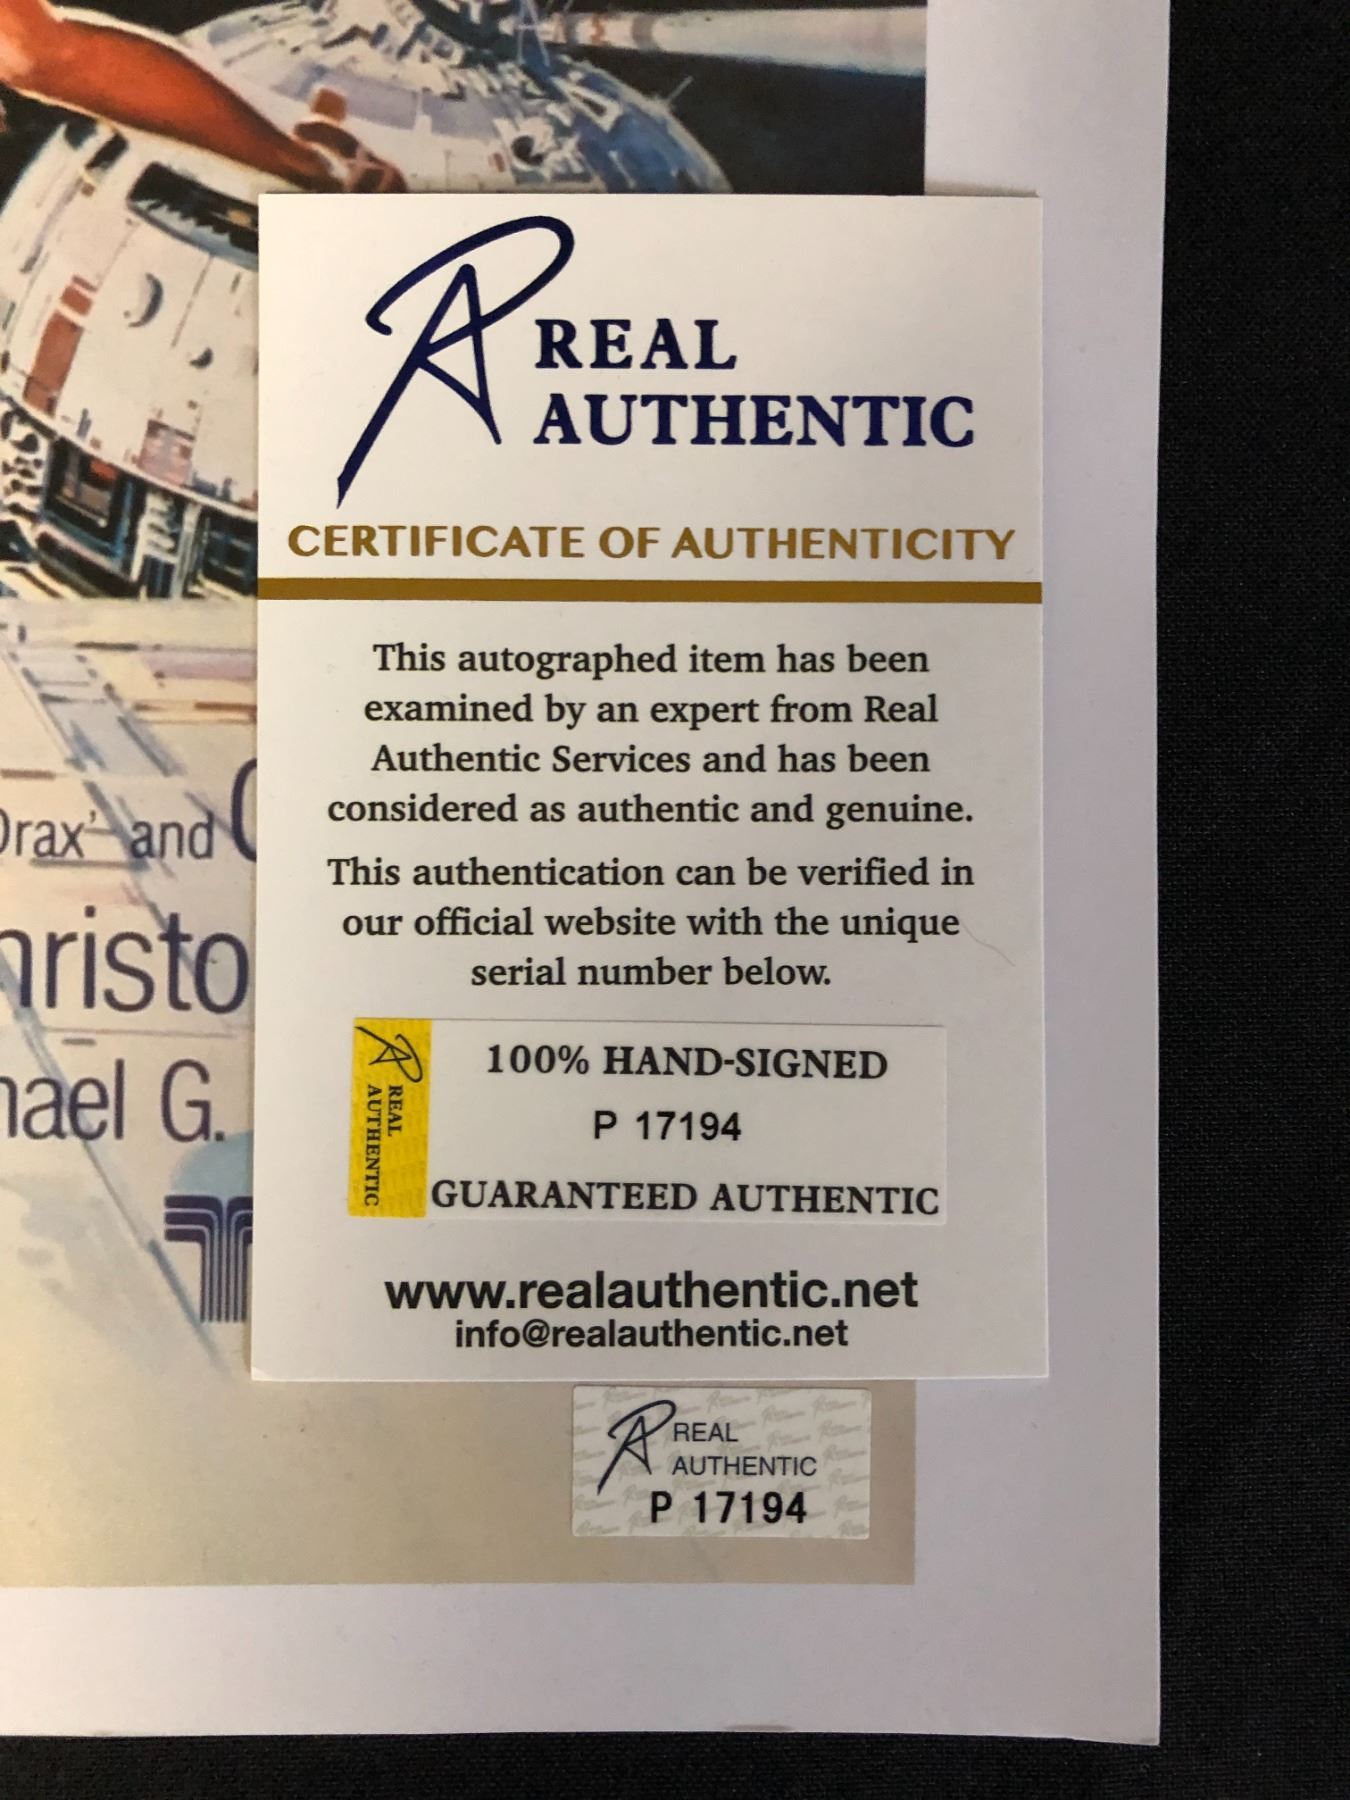 REAL
AUTHENTIC
CERTIFICATE OF AUTHENTICITY
This autographed item has been
examined by an expert from Real
Authentic Services and has been
considered as authentic and genuine.
This authentication can be verified in
our official website with the unique
serial number below.
REAL
AUTHENTIC
100% HAND-SIGNED
P 17194
GUARANTEED AUTHENTIC
www.realauthentic.net
info@realauthentic.net
REAL
AUTHENTIC
P 17194
Drax' and
hristo
hael G.